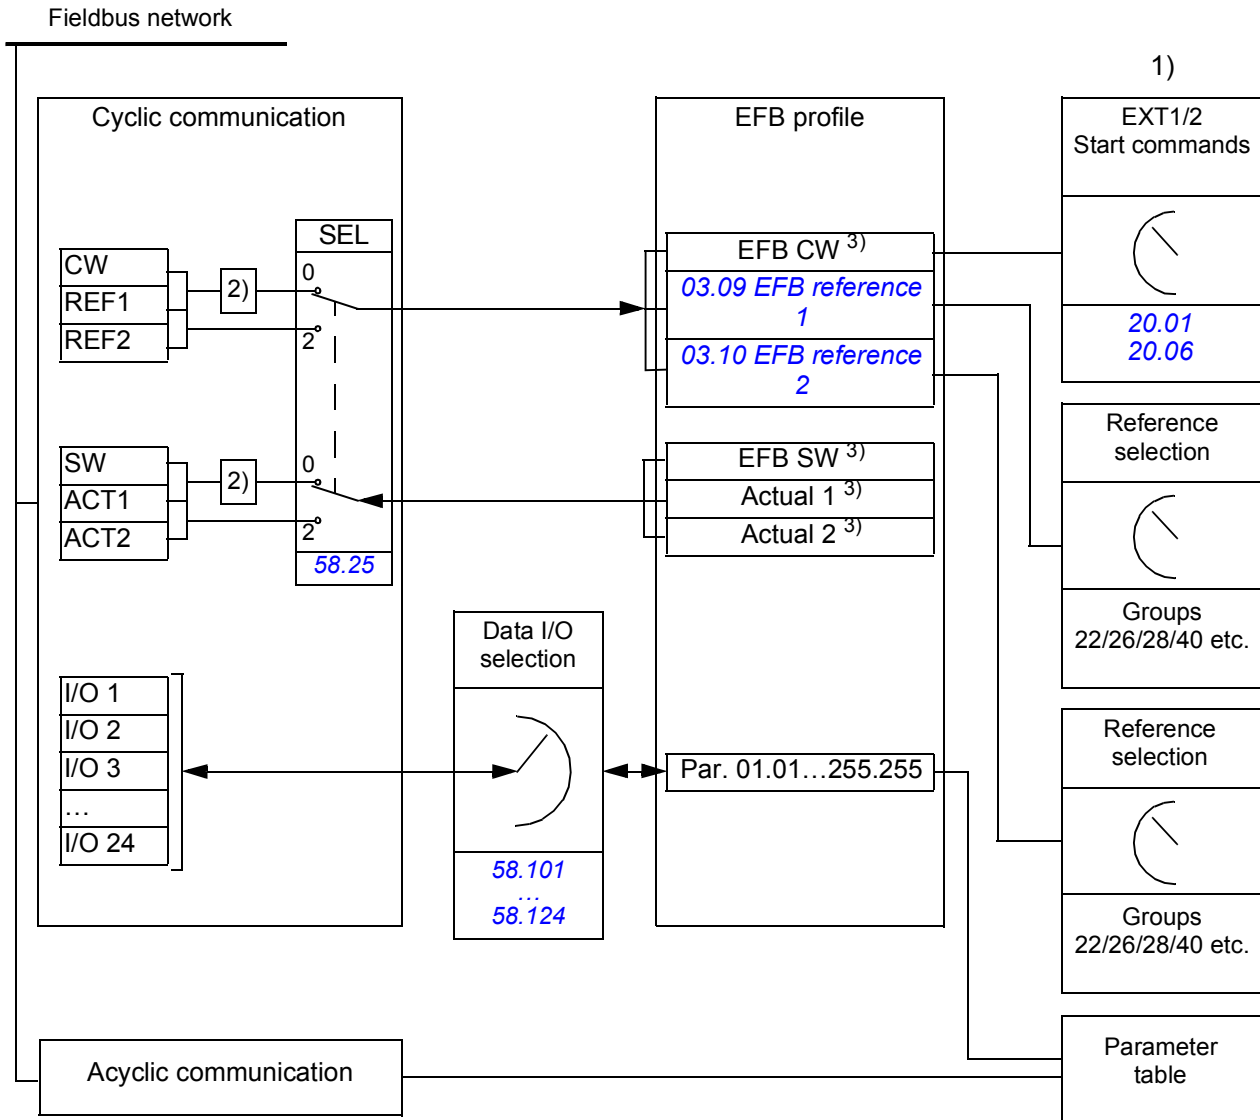 Fieldbus network
1)
Cyclic communication
EFB profile
EXT1/2
Start commands
SEL
CW
REF1
REF2
2)
0
2
EFB CW 3)
03.09 EFB reference
1
03.10 EFB reference
2
20.01
20.06
SW
ACT1
ACT2
2)
0
2
58.25
EFB SW 3)
Actual 1 3)
Actual 2 3)
Reference
selection
Groups
22/26/28/40 etc.
I/O 1
I/O 2
I/O 3
…
I/O 24
Data I/O
selection
58.101
…
58.124
Par. 01.01…255.255
Reference
selection
Groups
22/26/28/40 etc.
Acyclic communication
Parameter
table